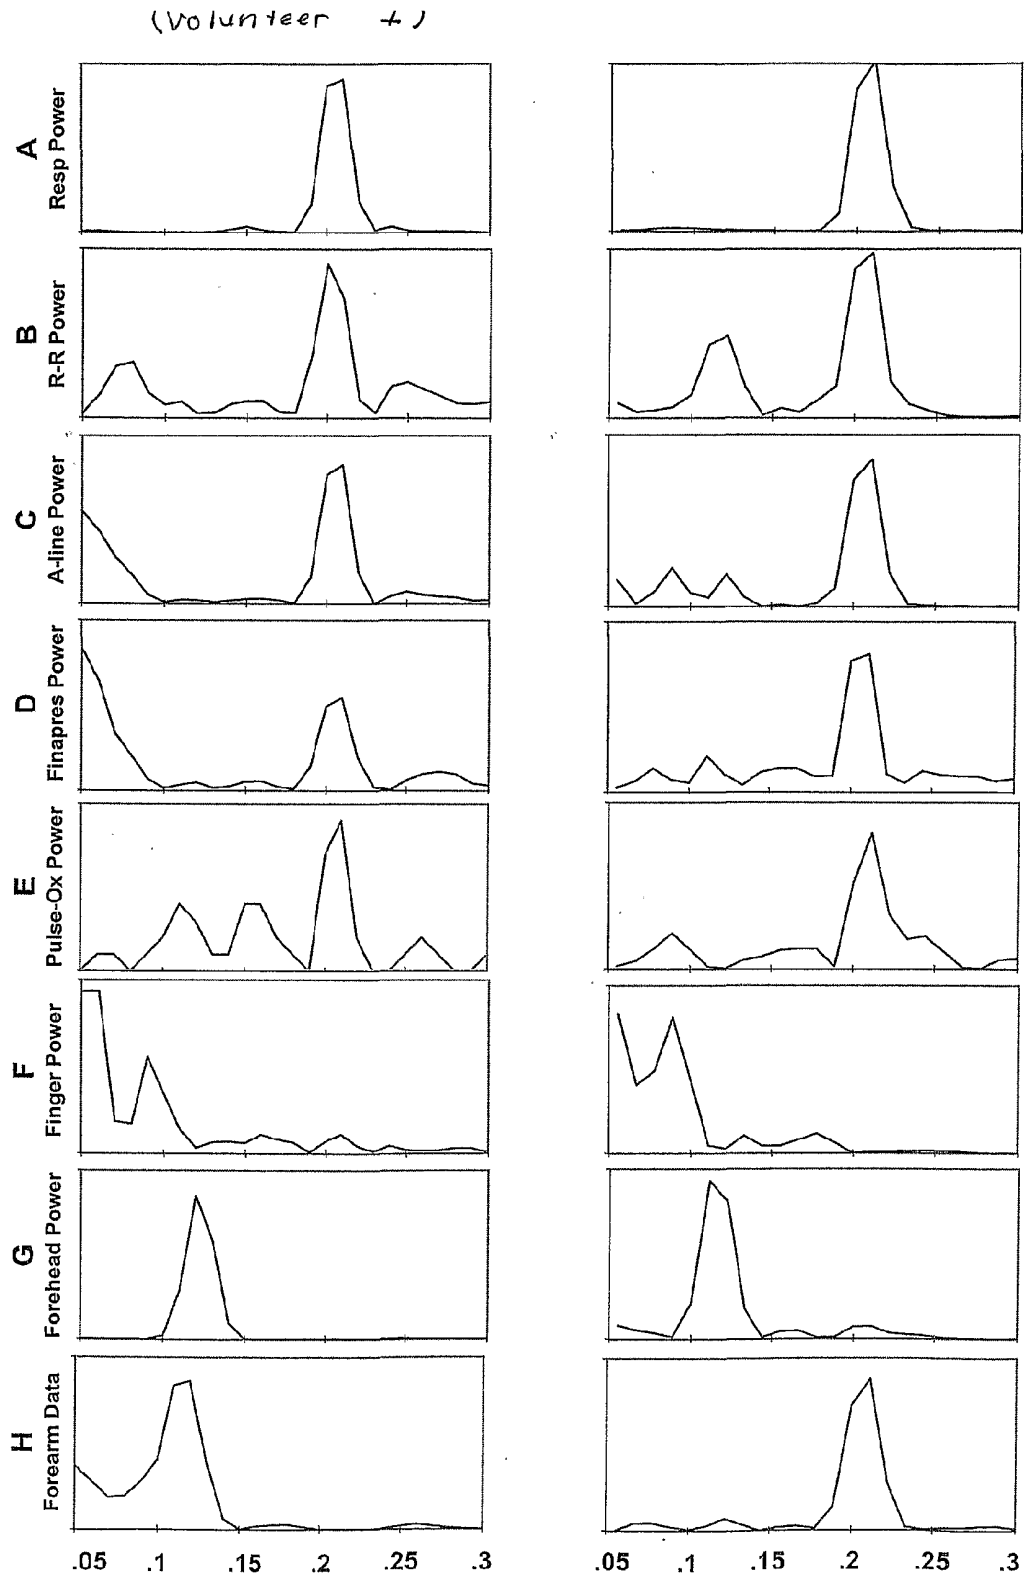 (Volunteer +)
A
Resp Power
B
R-R Power
C
A-line Power
D
Finapres Power
E
Pulse-Ox Power
F
Finger Power
G
Forehead Power
H
Forearm Data
.05 .1 .15 .2 .25 .3
.05 .1 .15 .2 .25 .3